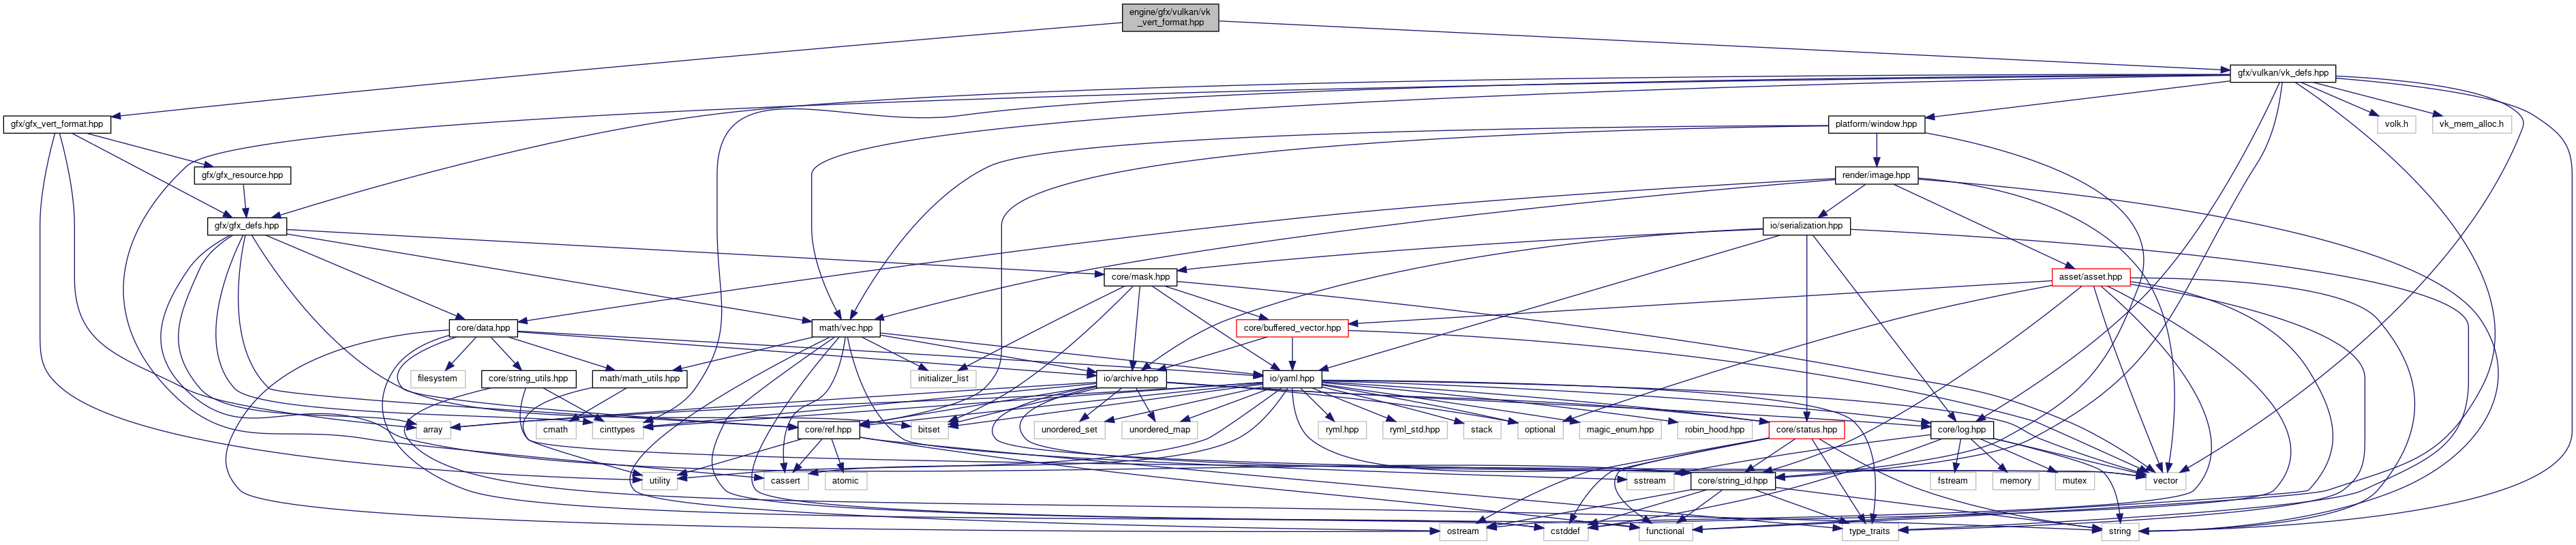 engine/gfx/vulkan/vk
_vert_format.hpp
gfx/vulkan/vk_defs.hpp
gfx/gfx_vert_format.hpp
platform/window.hpp
volk.h
vk_mem_alloc.h
gfx/gfx_resource.hpp
render/image.hpp
gfx/gfx_defs.hpp
io/serialization.hpp
core/mask.hpp
asset/asset.hpp
core/data.hpp
math/vec.hpp
core/buffered_vector.hpp
filesystem
core/string_utils.hpp
math/math_utils.hpp
initializer_list
io/archive.hpp
io/yaml.hpp
array
cmath
cinttypes
core/ref.hpp
bitset
unordered_set
unordered_map
ryml.hpp
ryml_std.hpp
stack
optional
magic_enum.hpp
robin_hood.hpp
core/status.hpp
core/log.hpp
utility
cassert
atomic
sstream
core/string_id.hpp
fstream
memory
mutex
vector
ostream
cstddef
functional
type_traits
string